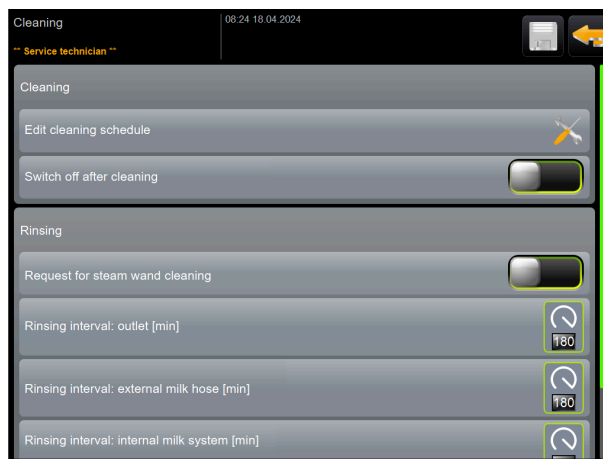 Cleaning
08:24 18.04.2024
** Service technician **
Cleaning
Edit cleaning schedule
Switch off after cleaning
Rinsing
Request for steam wand cleaning
Rinsing interval: outlet [min]
180
Rinsing interval: external milk hose [min]
180
Rinsing interval: internal milk system [min]